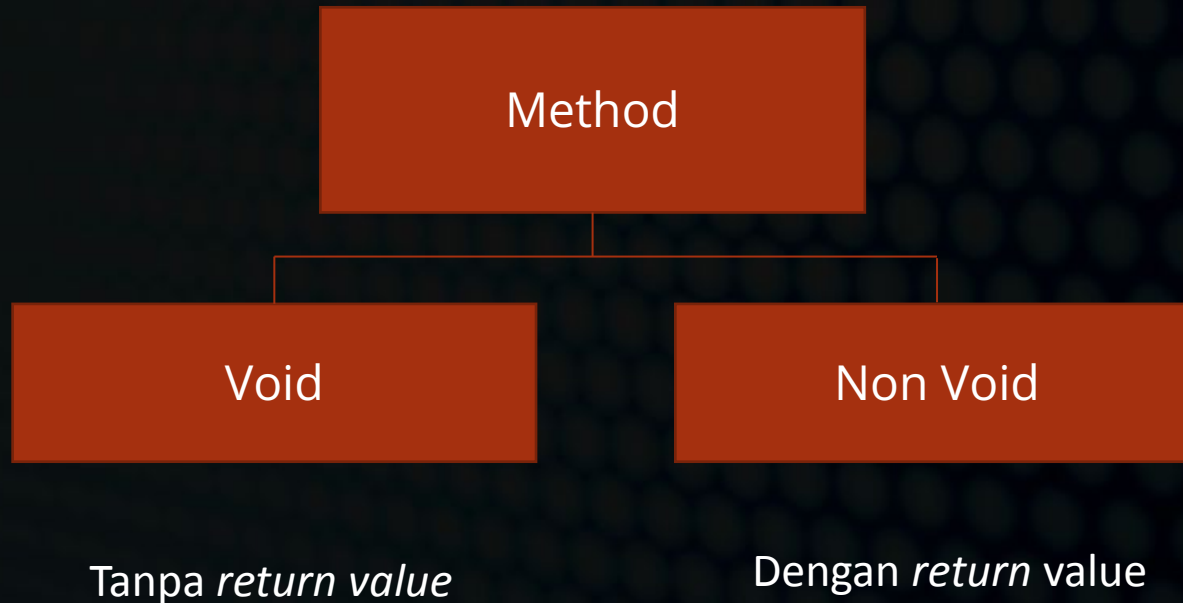 Method
Void
Non Void
Tanpa return value
Dengan return value